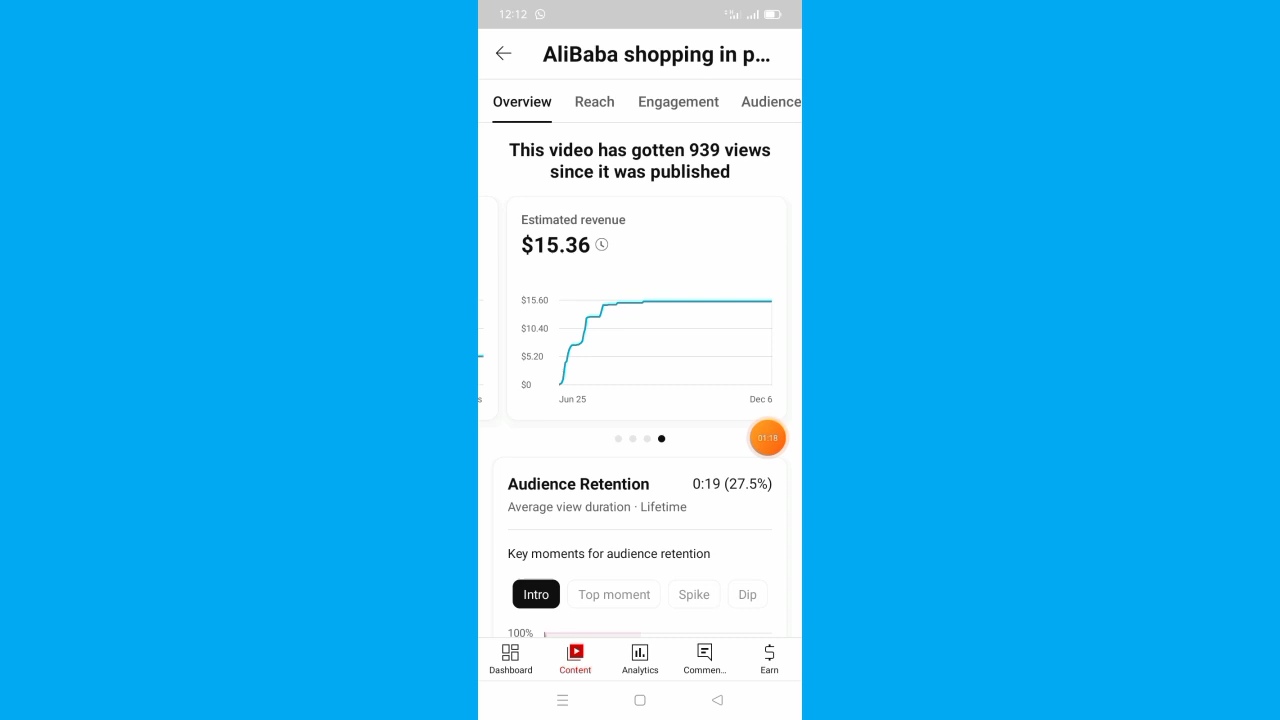 12:12
AliBaba shopping in p...
Overview Reach Engagement Audience
This video has gotten 939 views
since it was published
Estimated revenue
$15.36
$15.60
$10.40
$5.20
$0
Jun 25 Dec 6
01:18
Audience Retention 0:19 (27.5%)
Average view duration · Lifetime
Key moments for audience retention
Intro Top moment Spike Dip
100%
Dashboard Content Analytics Commen... Earn